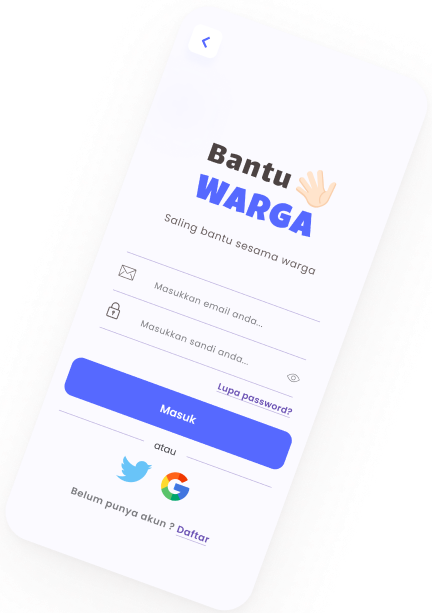 Bantu
WARGA
Saling bantu sesama warga
Masukkan email anda...
Masukkan sandi anda...
Lupa password?
Masuk
atau
Belum punya akun ? Daftar